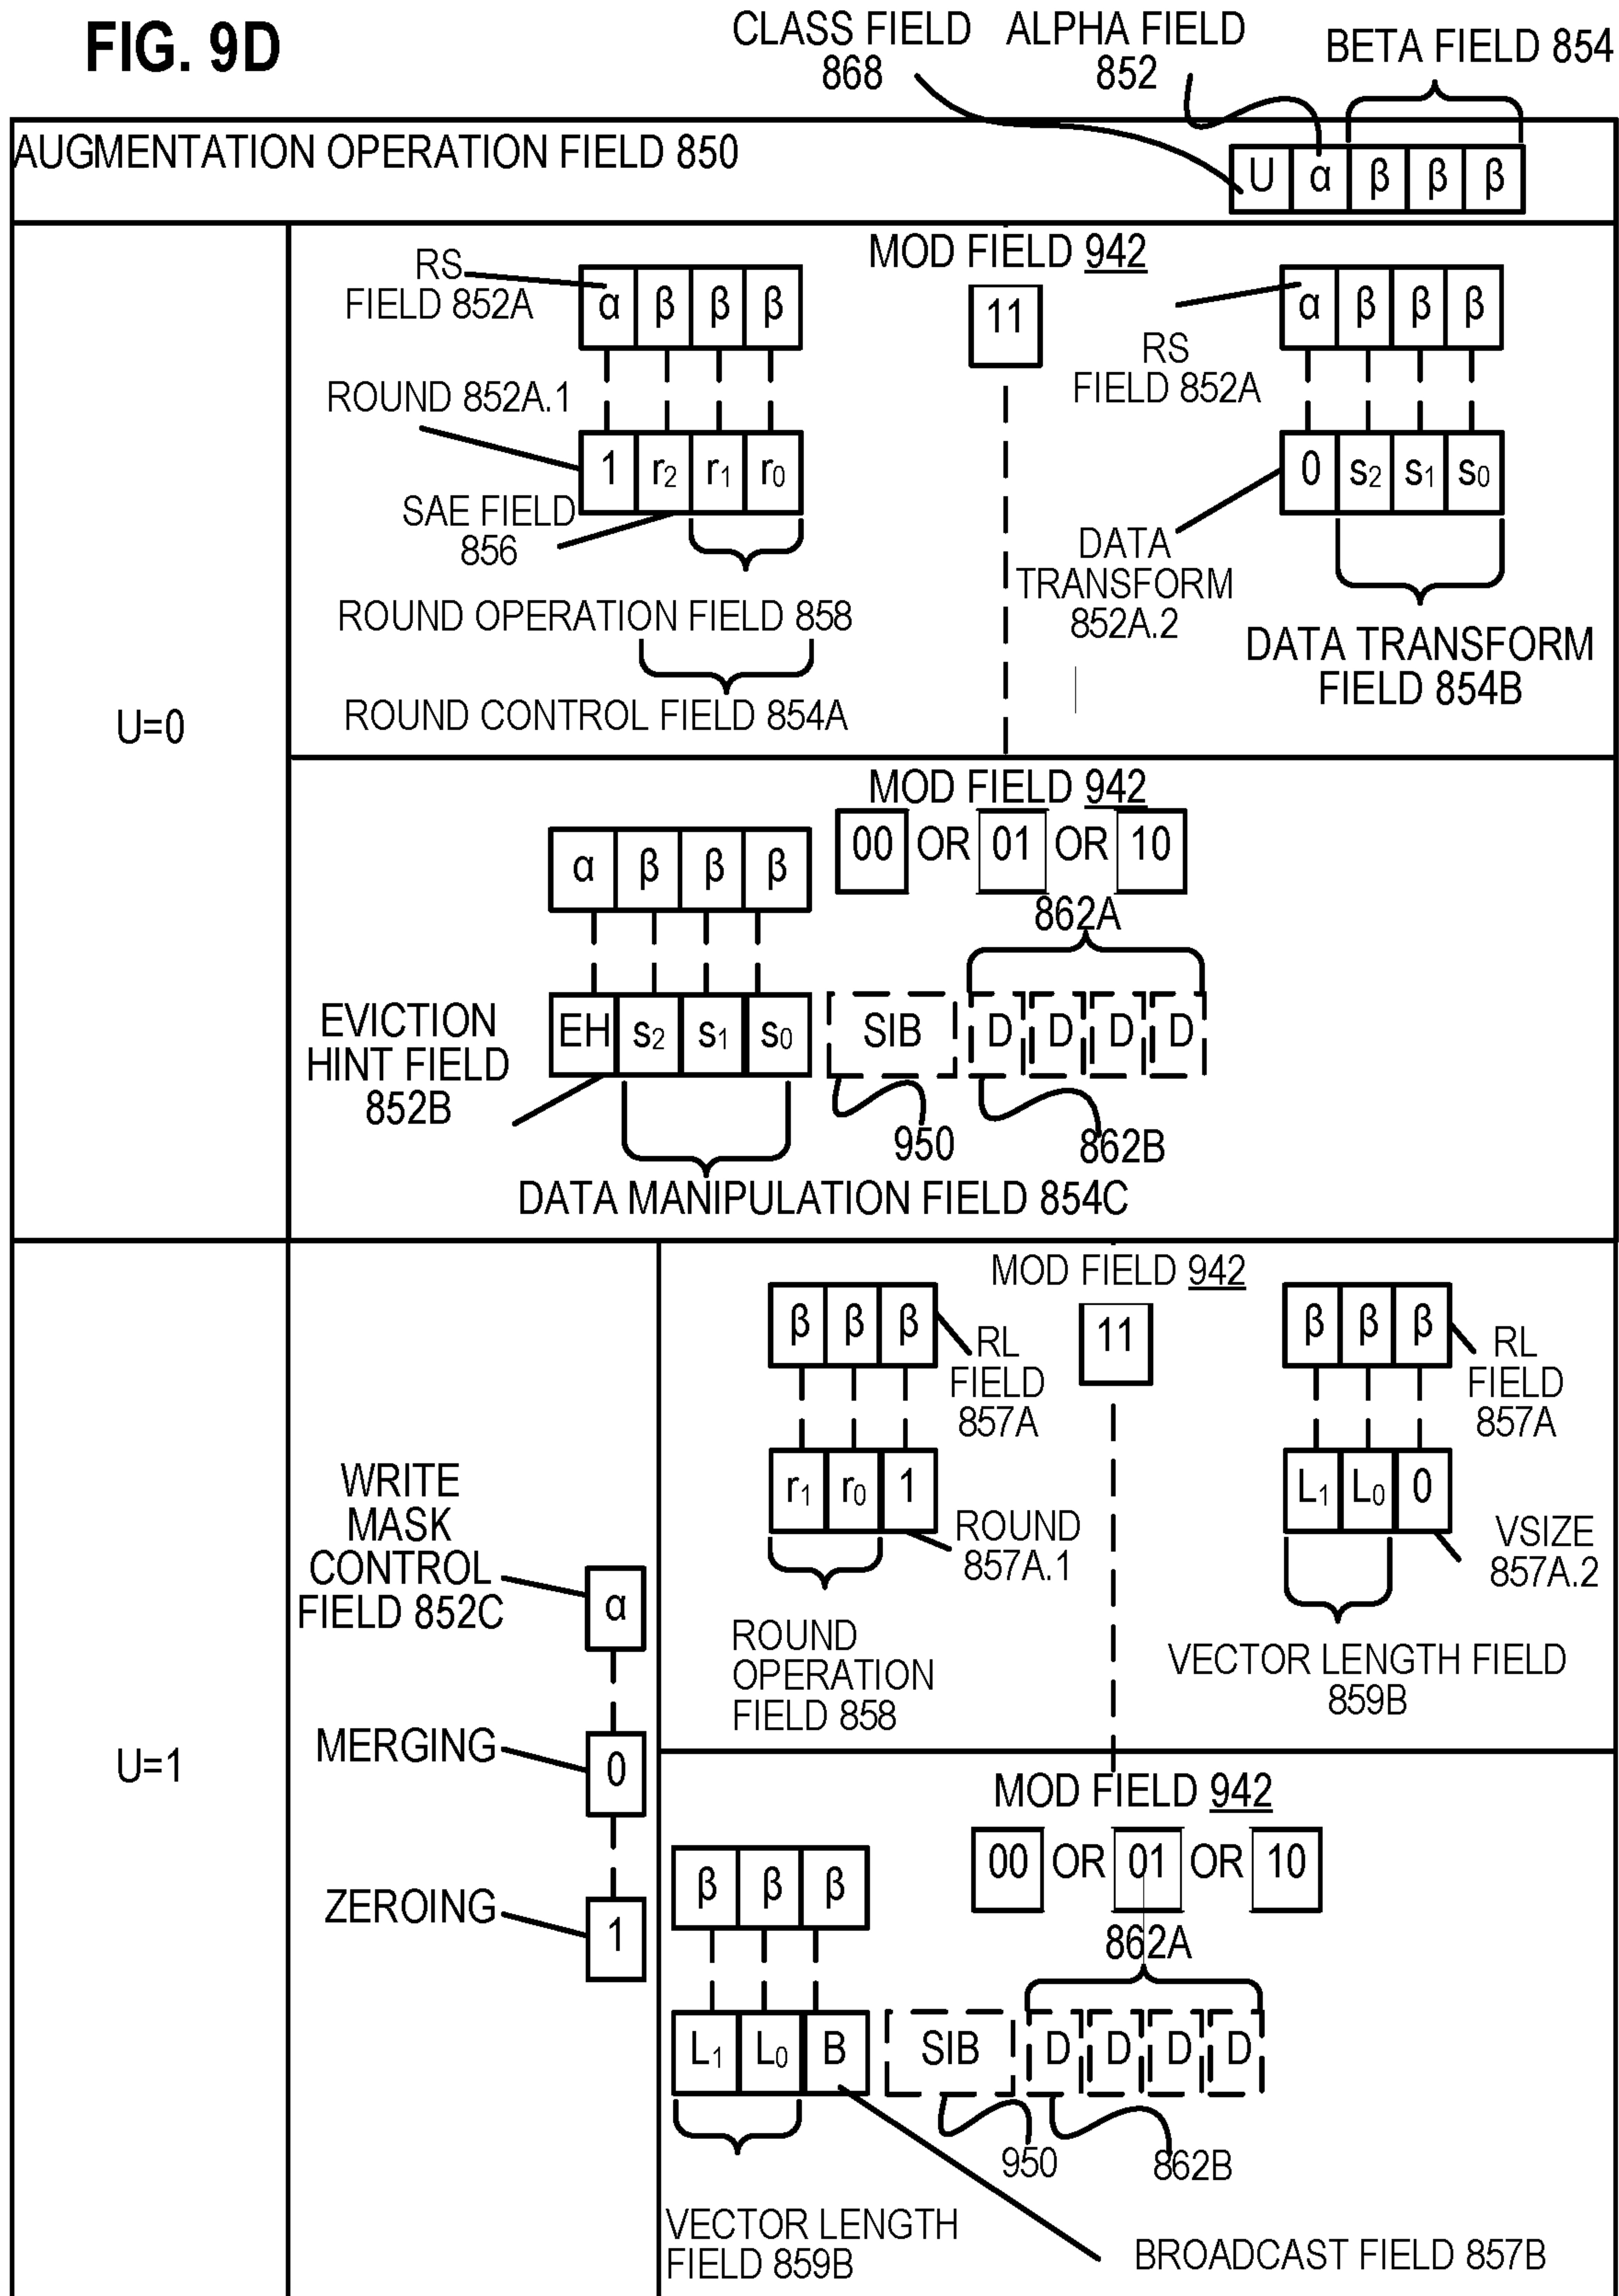 FIG. 9D
CLASS FIELD
868
ALPHA FIELD
852
BETA FIELD 854
AUGMENTATION OPERATION FIELD 850
U α β β β
U=0
MOD FIELD 942
11
RS
FIELD 852A
α β β β
ROUND 852A.1
1 r2 r1 r0
SAE FIELD
856
ROUND OPERATION FIELD 858
ROUND CONTROL FIELD 854A
α β β β
RS
FIELD 852A
0 s2 s1 s0
DATA
TRANSFORM
852A.2
DATA TRANSFORM
FIELD 854B
MOD FIELD 942
00 OR 01 OR 10
α β β β
862A
EVICTION
HINT FIELD
852B
EH s2 s1 s0 SIB D D D D
950
862B
DATA MANIPULATION FIELD 854C
U=1
WRITE
MASK
CONTROL
FIELD 852C
α
MERGING
0
ZEROING
1
MOD FIELD 942
11
β β β
RL
FIELD
857A
r1 r0 1
ROUND
857A.1
ROUND
OPERATION
FIELD 858
β β β
RL
FIELD
857A
L1 L0 0
VSIZE
857A.2
VECTOR LENGTH FIELD
859B
MOD FIELD 942
00 OR 01 OR 10
β β β
862A
L1 L0 B SIB D D D D
950
862B
VECTOR LENGTH
FIELD 859B
BROADCAST FIELD 857B